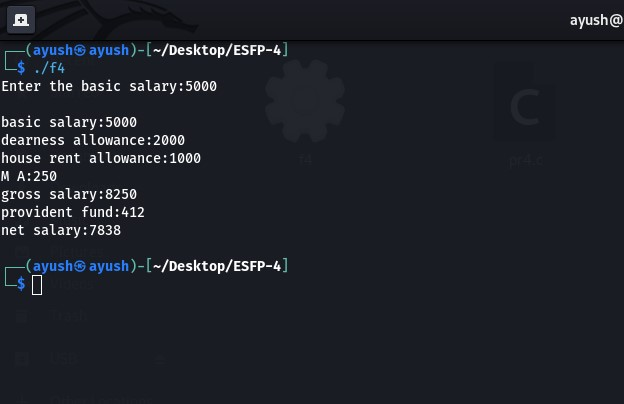 ayush@
┌──(ayush㉿ayush)-[~/Desktop/ESFP-4]
└─$ ./f4
Enter the basic salary:5000
basic salary:5000
dearness allowance:2000
house rent allowance:1000
M A:250
gross salary:8250
provident fund:412
net salary:7838
┌──(ayush㉿ayush)-[~/Desktop/ESFP-4]
└─$